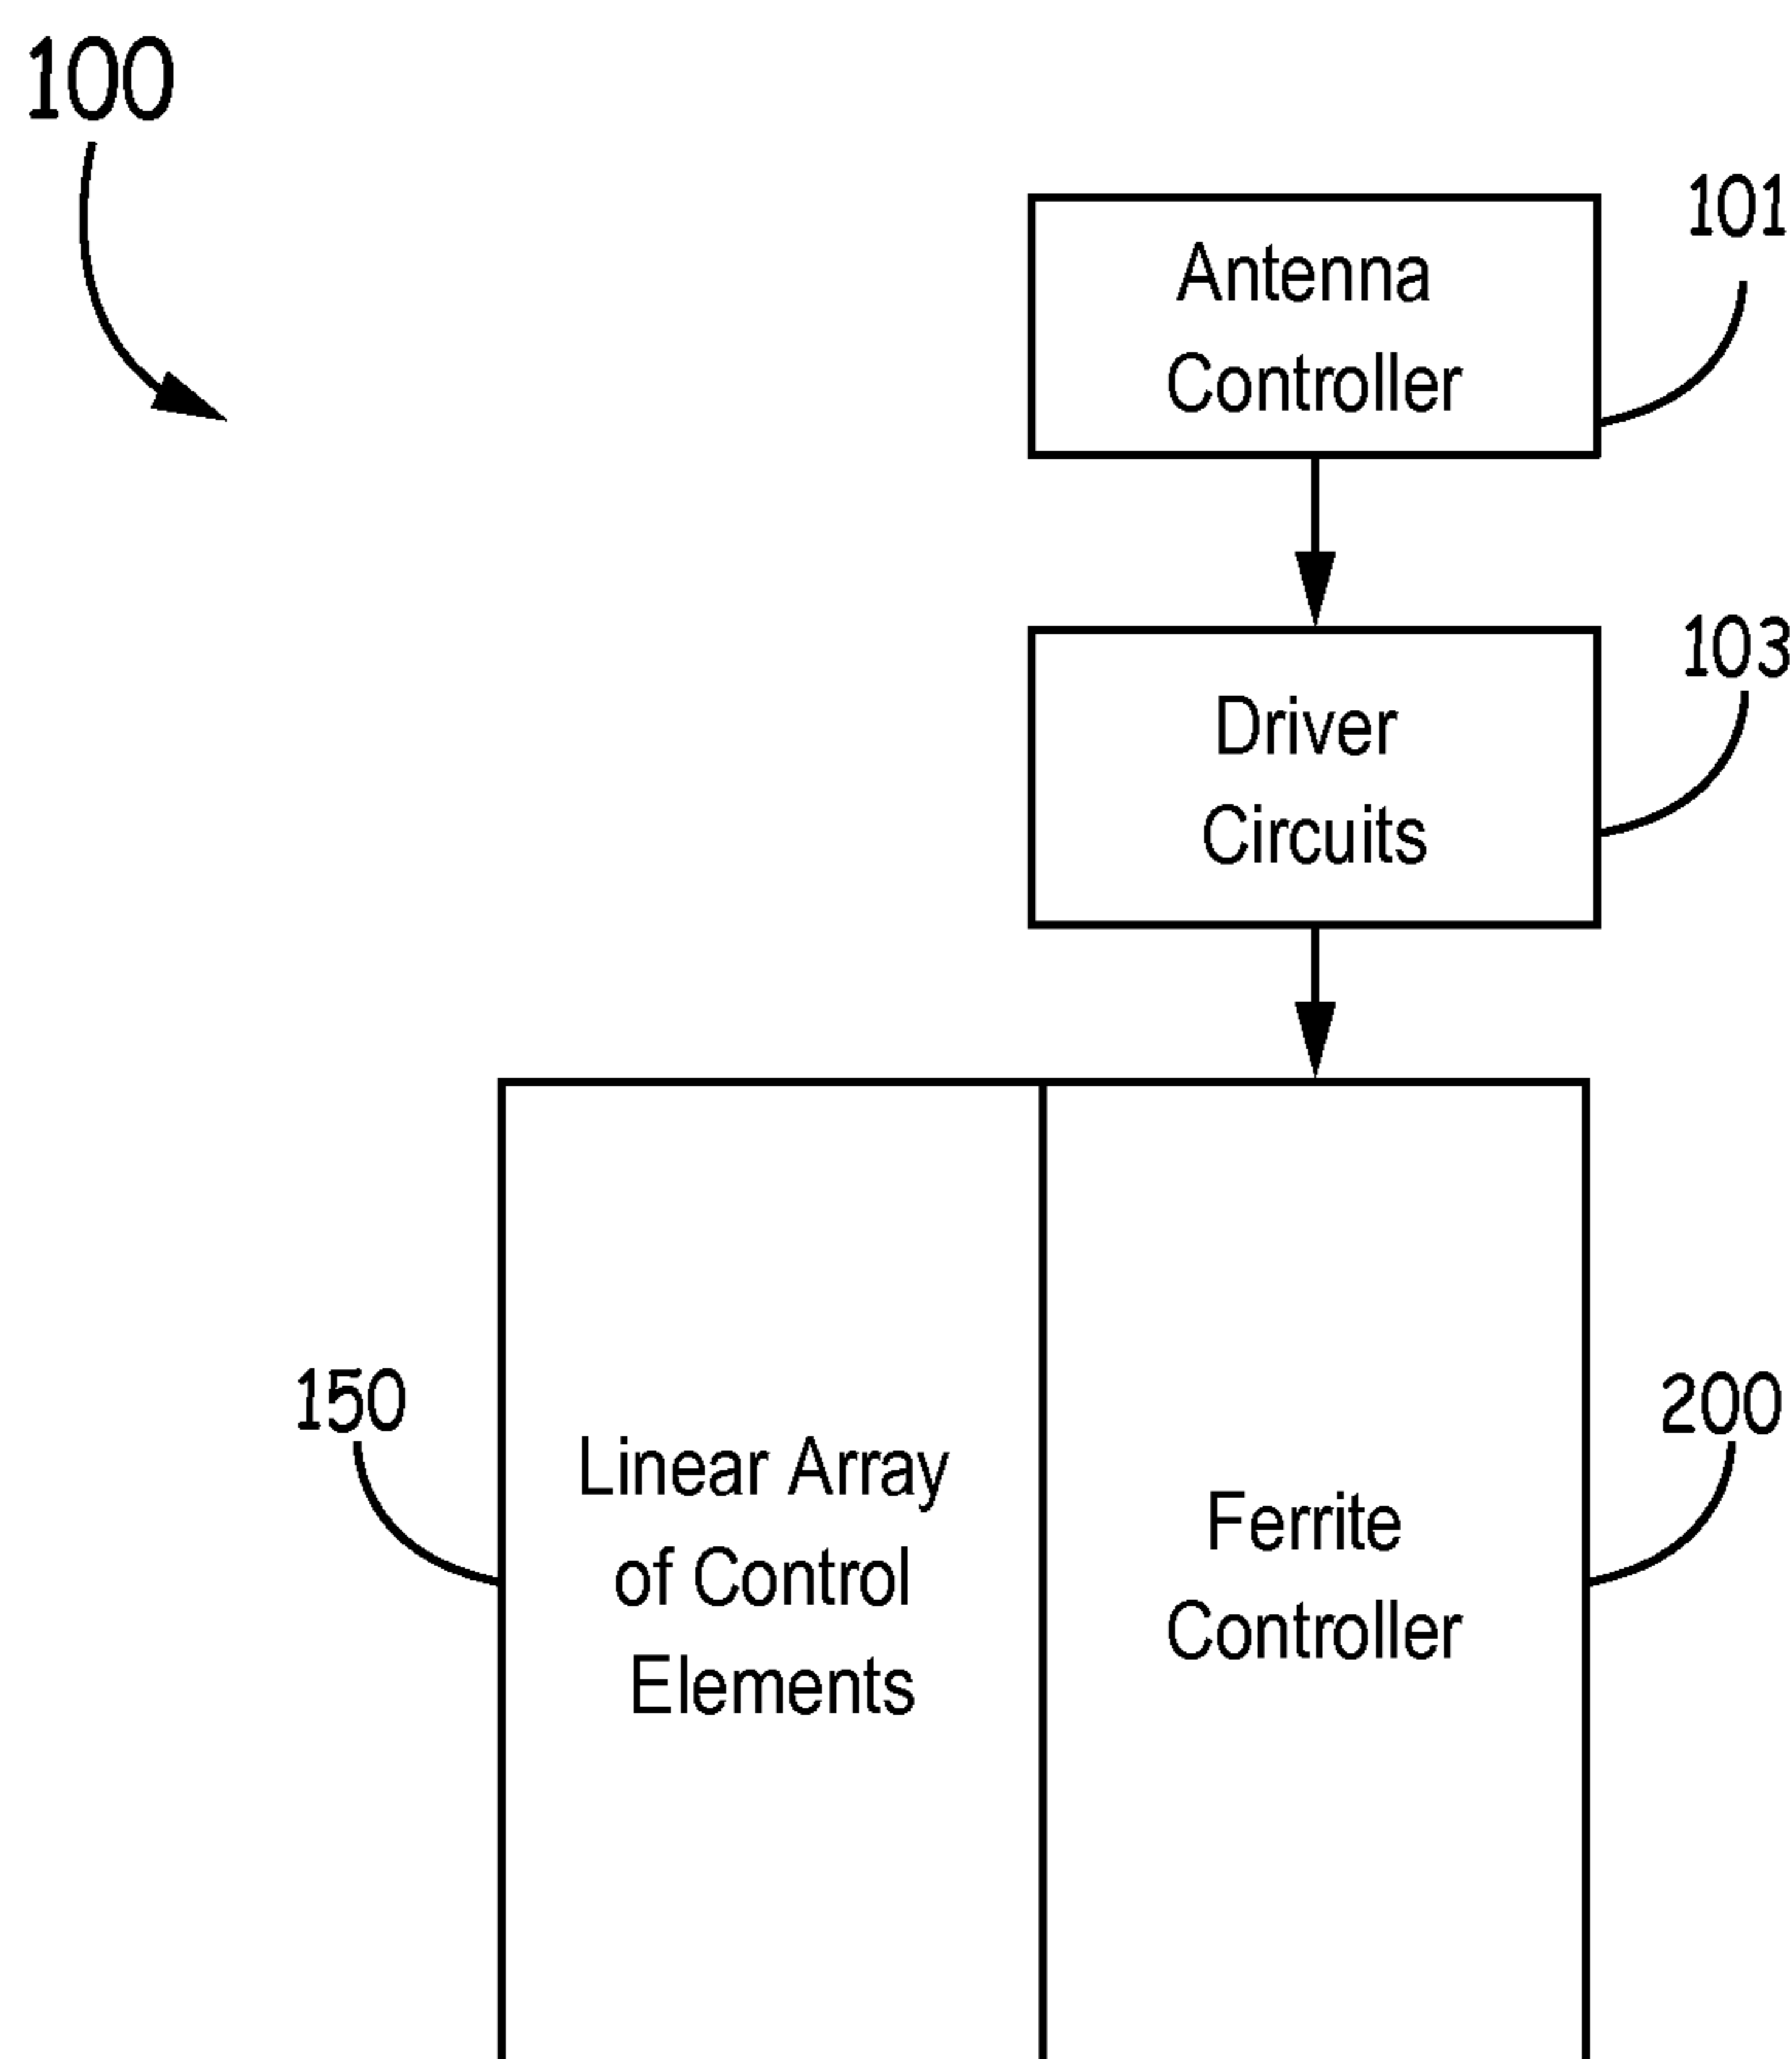 100
101
Antenna
Controller
103
Driver
Circuits
150
200
Linear Array
of Control
Elements
Ferrite
Controller